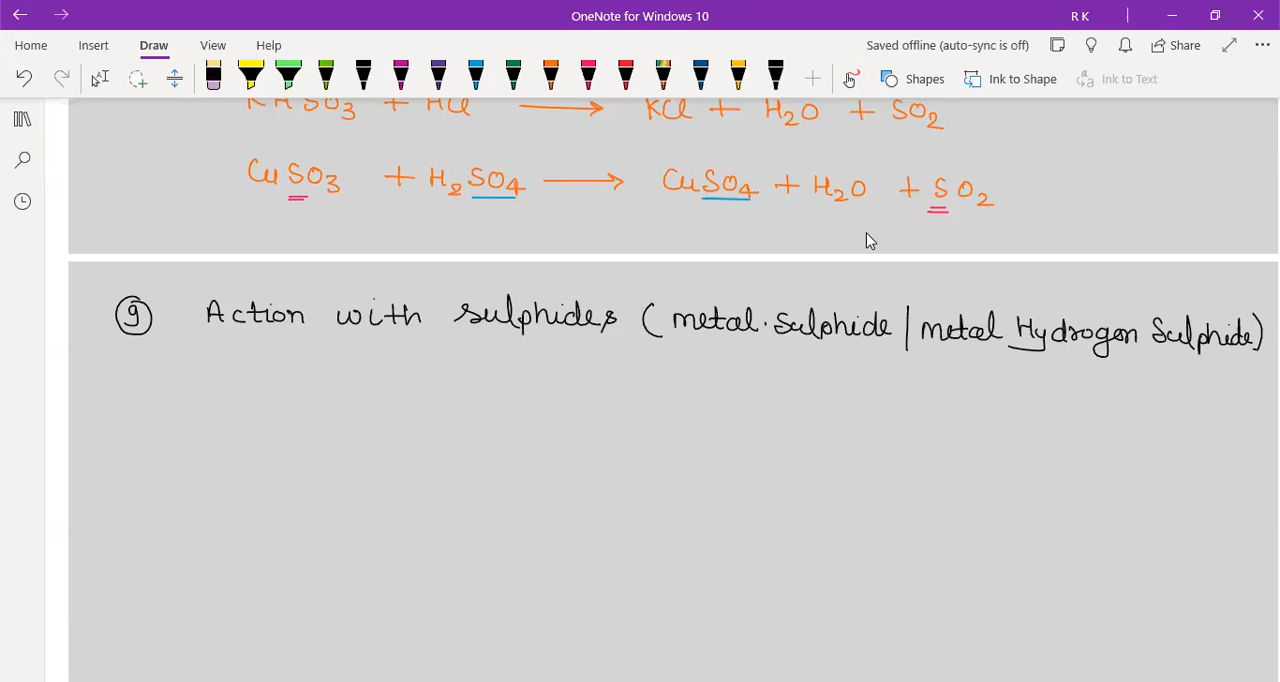 OneNote for Windows 10
R K
Home Insert Draw View Help
Saved offline (auto-sync is off) Share
Shapes Ink to Shape Ink to Text
KHSO3 + HCl → KCl + H2O + SO2
CuSO3 + H2SO4 → CuSO4 + H2O + SO2
9 Action with sulphides (metal. Sulphide | metal Hydrogen Sulphide)